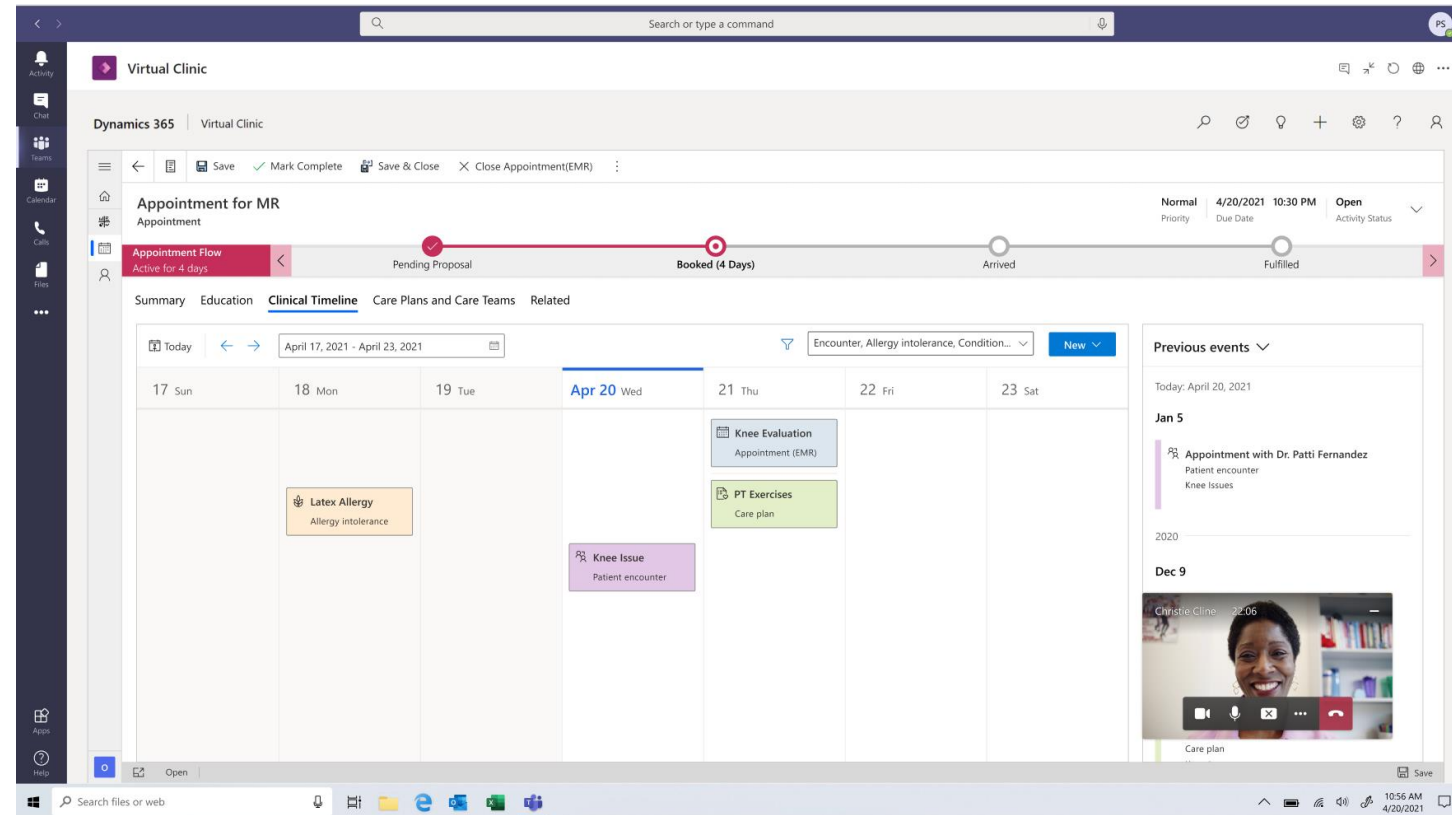 Search or type a command
PS
Activity
Chat
Teams
Calendar
Calls
Files
Apps
Help
Virtual Clinic
Dynamics 365
Virtual Clinic
Save
Mark Complete
Save & Close
Close Appointment(EMR)
Appointment for MR
Appointment
Normal
Priority
4/20/2021 10:30 PM
Due Date
Open
Activity Status
Appointment Flow
Active for 4 days
Pending Proposal
Booked (4 Days)
Arrived
Fulfilled
Summary
Education
Clinical Timeline
Care Plans and Care Teams
Related
Today
April 17, 2021 - April 23, 2021
Encounter, Allergy intolerance, Condition...
New
17 Sun
18 Mon
19 Tue
Apr 20 Wed
21 Thu
22 Fri
23 Sat
Latex Allergy
Allergy intolerance
Knee Issue
Patient encounter
Knee Evaluation
Appointment (EMR)
PT Exercises
Care plan
Previous events
Today: April 20, 2021
Jan 5
Appointment with Dr. Patti Fernandez
Patient encounter
Knee Issues
2020
Dec 9
Christie Cline 22:06
Care plan
O
Open
Save
Search files or web
10:56 AM
4/20/2021